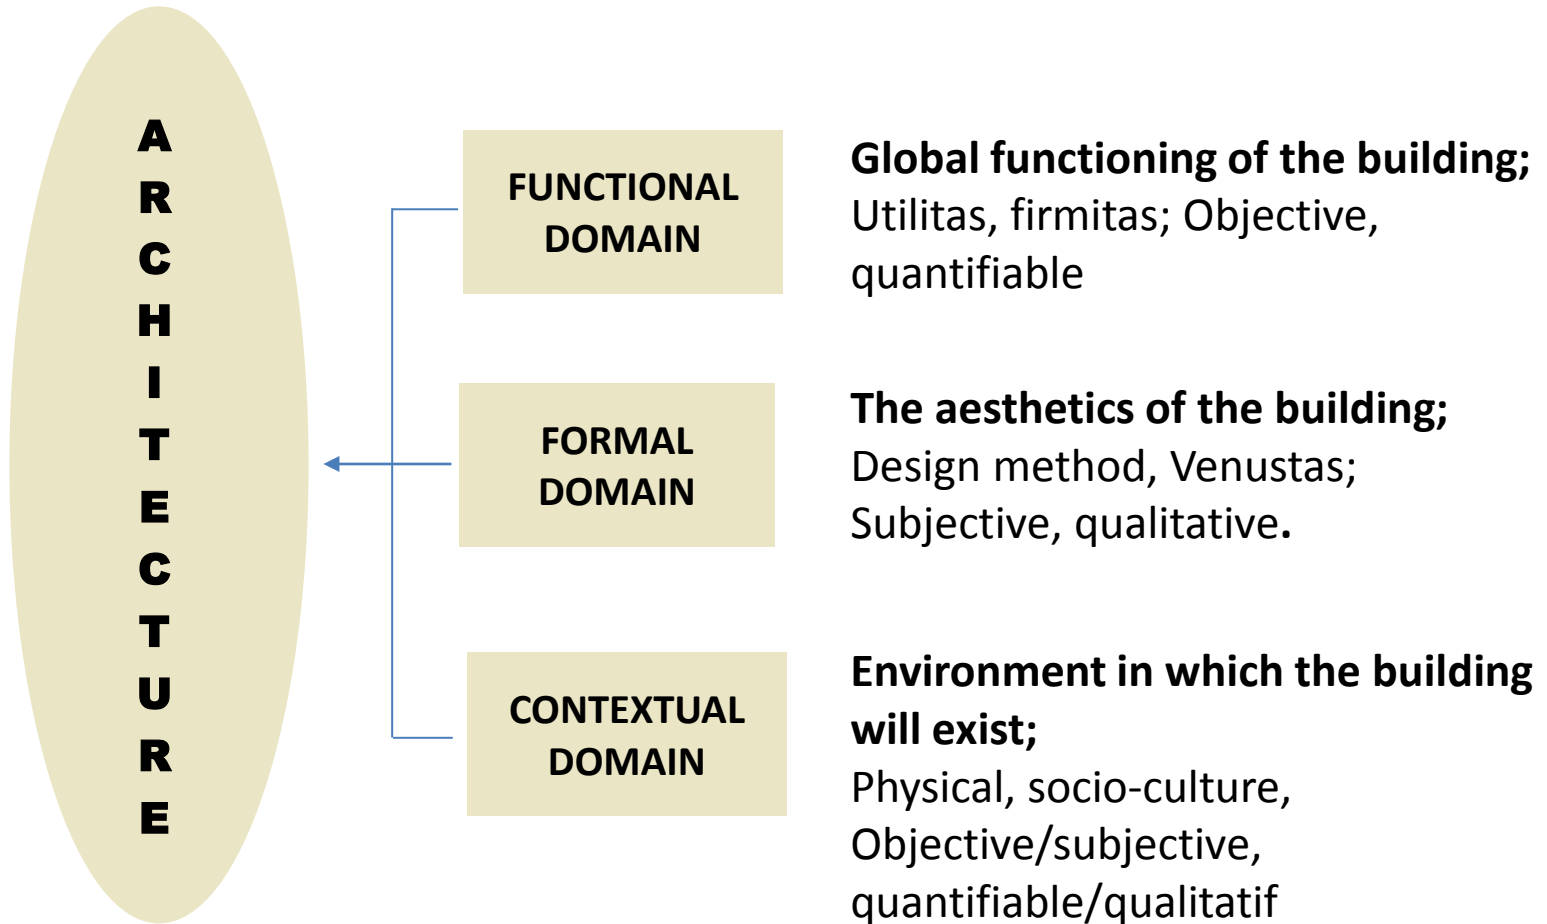 ARCHITECTURE
FUNCTIONAL
DOMAIN
Global functioning of the building;
Utilitas, firmitas; Objective,
quantifiable
FORMAL
DOMAIN
The aesthetics of the building;
Design method, Venustas;
Subjective, qualitative.
CONTEXTUAL
DOMAIN
Environment in which the building
will exist;
Physical, socio-culture,
Objective/subjective,
quantifiable/qualitatif